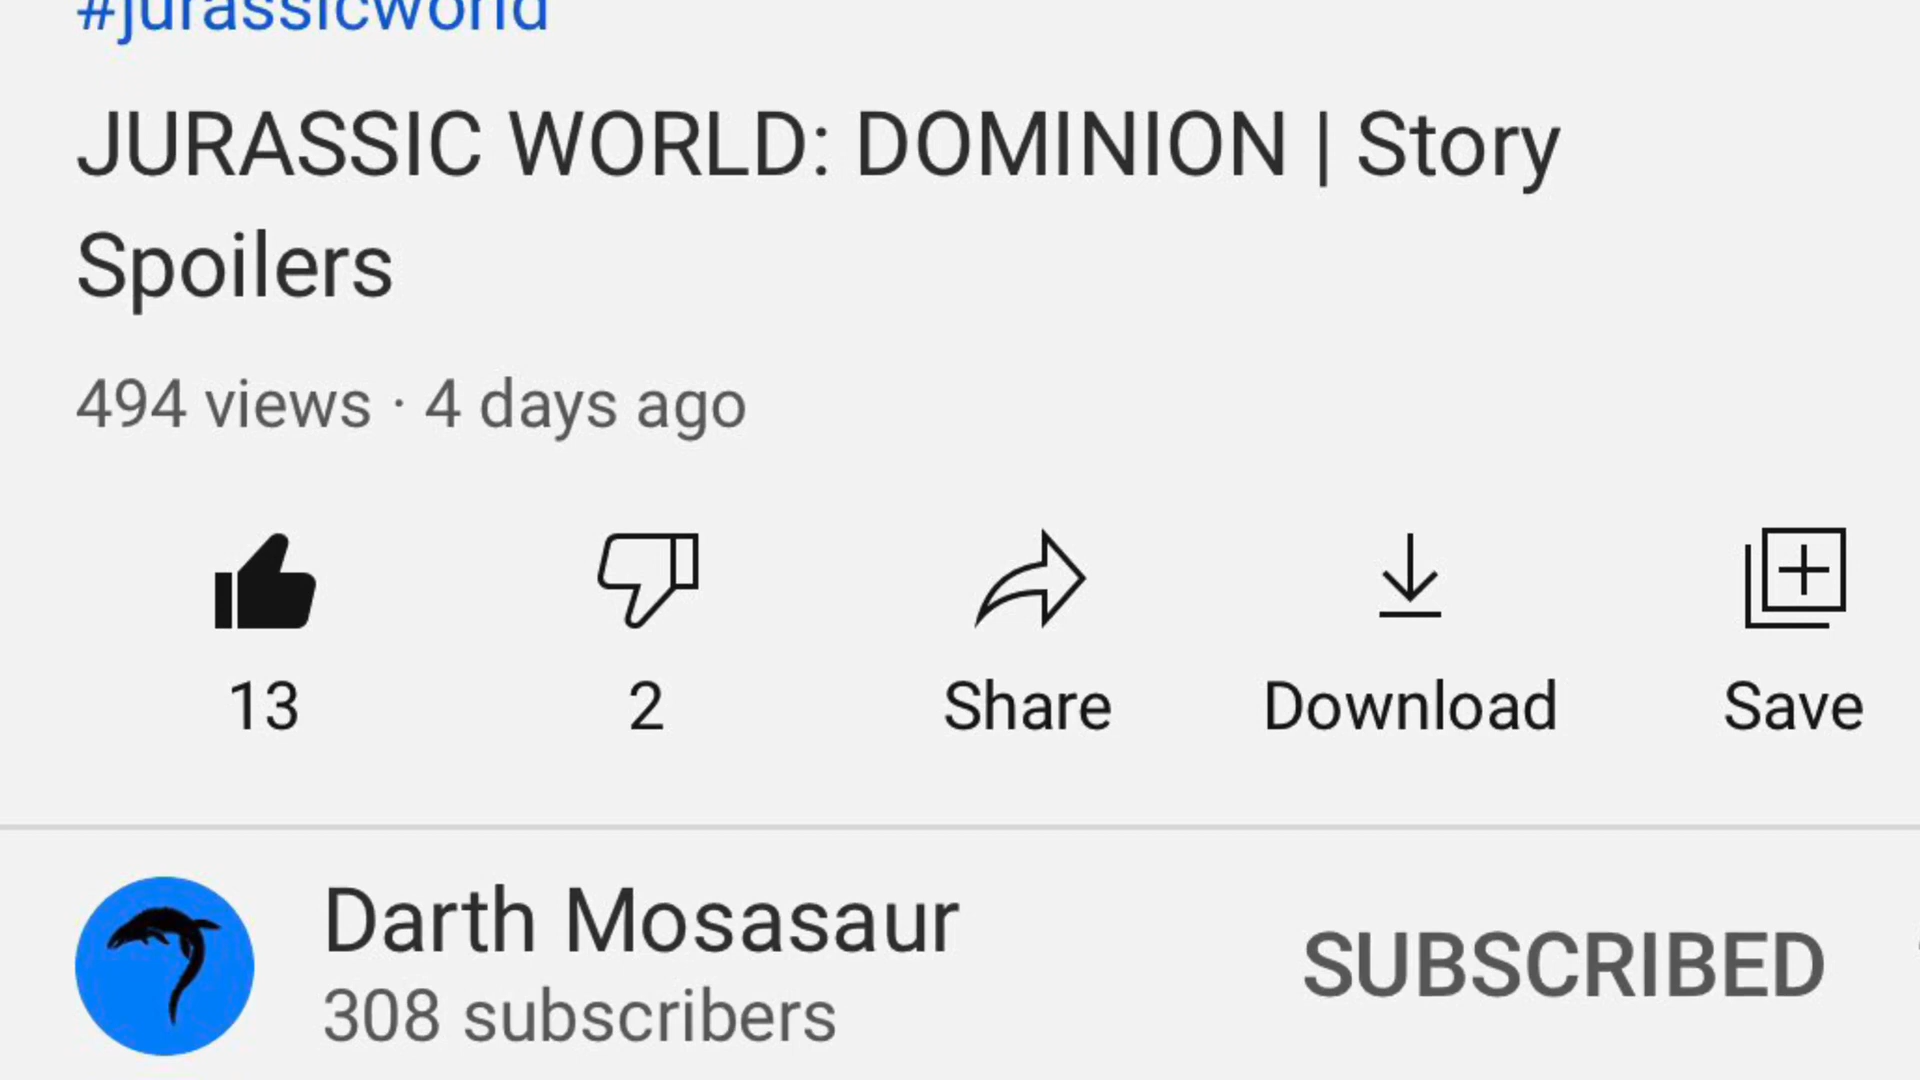 #jurassicworld
JURASSIC WORLD: DOMINION | Story
Spoilers
494 views · 4 days ago
13
2
Share
Download
Save
Darth Mosasaur
SUBSCRIBED
308 subscribers